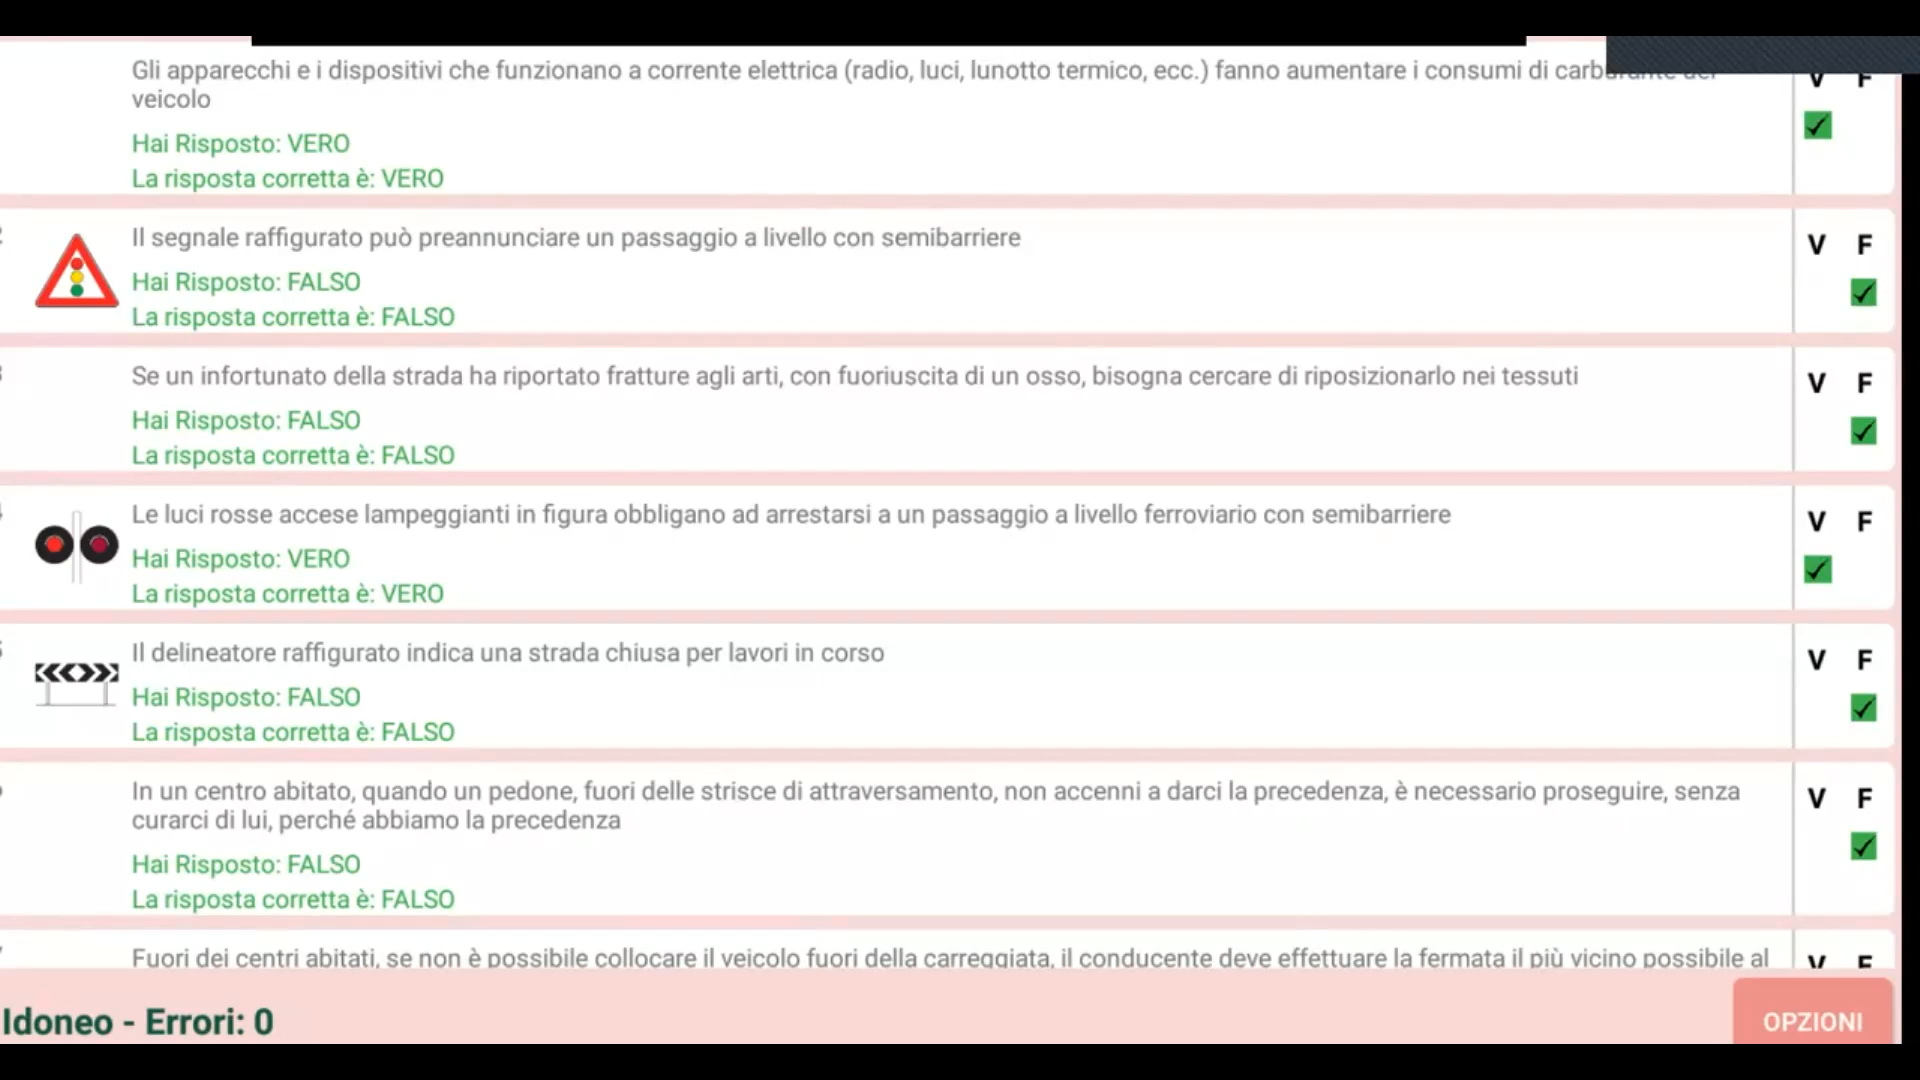 Gli apparecchi e i dispositivi che funzionano a corrente elettrica (radio, luci, lunotto termico, ecc.) fanno aumentare i consumi di carburante del
veicolo
V F
Hai Risposto: VERO
La risposta corretta è: VERO
Il segnale raffigurato può preannunciare un passaggio a livello con semibarriere
V F
Hai Risposto: FALSO
La risposta corretta è: FALSO
Se un infortunato della strada ha riportato fratture agli arti, con fuoriuscita di un osso, bisogna cercare di riposizionarlo nei tessuti
V F
Hai Risposto: FALSO
La risposta corretta è: FALSO
Le luci rosse accese lampeggianti in figura obbligano ad arrestarsi a un passaggio a livello ferroviario con semibarriere
V F
Hai Risposto: VERO
La risposta corretta è: VERO
Il delineatore raffigurato indica una strada chiusa per lavori in corso
V F
Hai Risposto: FALSO
La risposta corretta è: FALSO
In un centro abitato, quando un pedone, fuori delle strisce di attraversamento, non accenni a darci la precedenza, è necessario proseguire, senza
curarci di lui, perché abbiamo la precedenza
V F
Hai Risposto: FALSO
La risposta corretta è: FALSO
Fuori dei centri abitati, se non è possibile collocare il veicolo fuori della carreggiata, il conducente deve effettuare la fermata il più vicino possibile al
V F
Idoneo - Errori: 0
OPZIONI